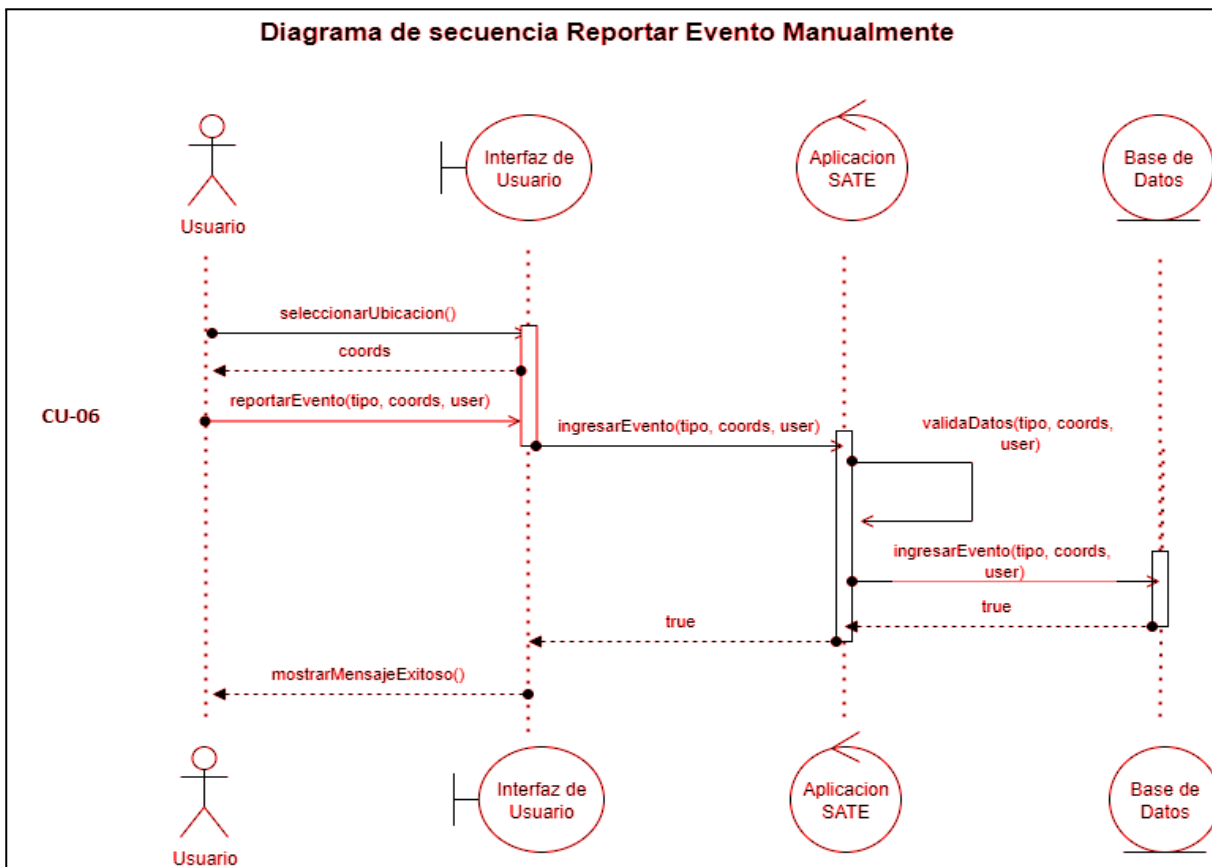 Diagrama de secuencia Reportar Evento Manualmente
Usuario
Interfaz de
Usuario
Aplicacion
SATE
Base de
Datos
seleccionarUbicacion()
coords
CU-06
reportarEvento(tipo, coords, user)
ingresarEvento(tipo, coords, user)
validaDatos(tipo, coords,
user)
ingresarEvento(tipo, coords,
user)
true
true
mostrarMensajeExitoso()
Usuario
Interfaz de
Usuario
Aplicacion
SATE
Base de
Datos